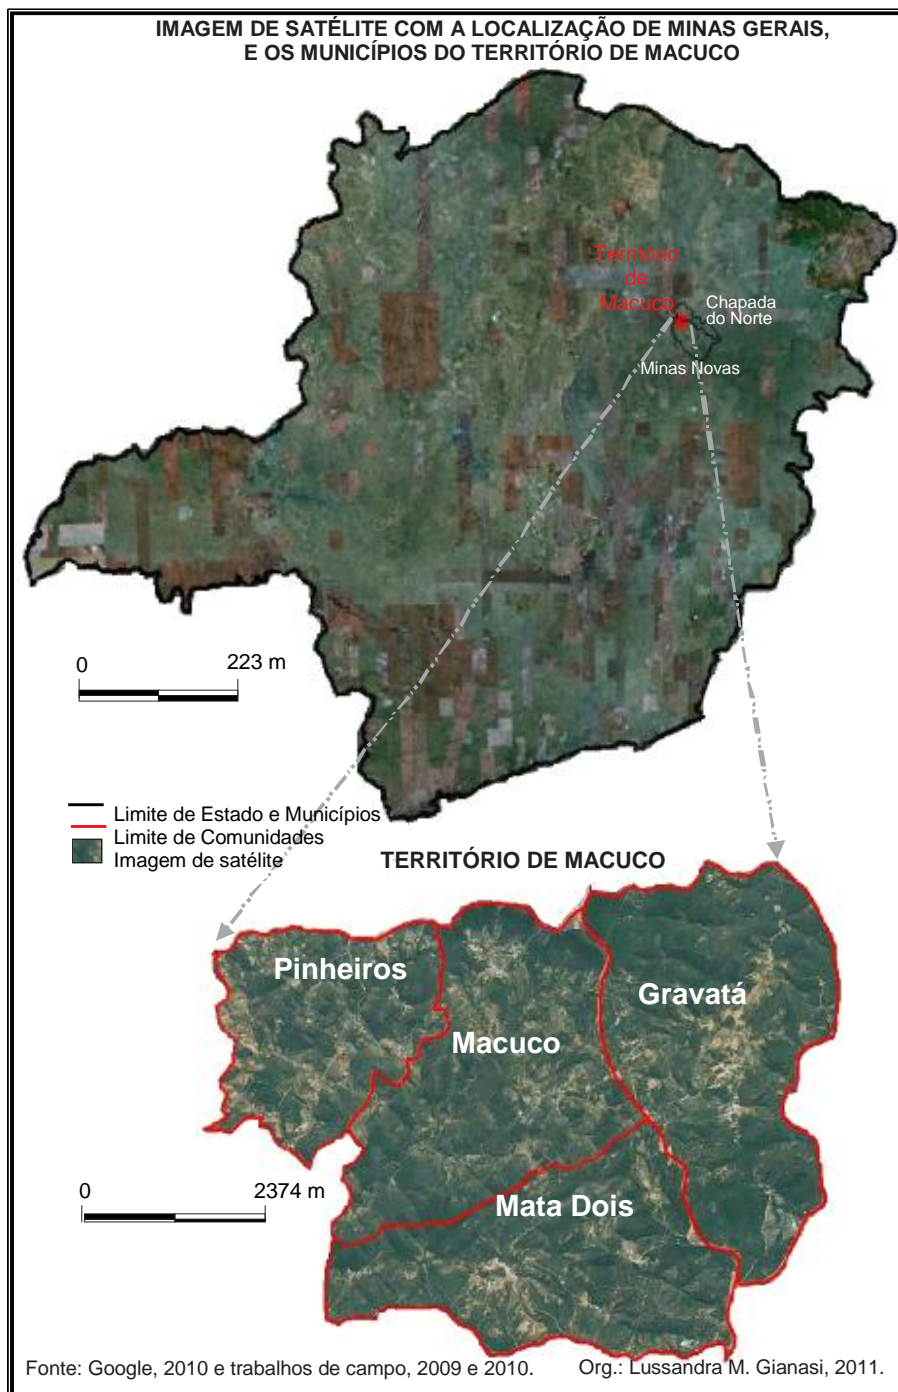 IMAGEM DE SATÉLITE COM A LOCALIZAÇÃO DE MINAS GERAIS,
E OS MUNICÍPIOS DO TERRITÓRIO DE MACUCO
Território
de
Macuco
Chapada
do Norte
Minas Novas
0 223 m
Limite de Estado e Municípios
Limite de Comunidades
Imagem de satélite
TERRITÓRIO DE MACUCO
Pinheiros
Gravatá
Macuco
Mata Dois
0 2374 m
Fonte: Google, 2010 e trabalhos de campo, 2009 e 2010. Org.: Lussandra M. Gianasi, 2011.